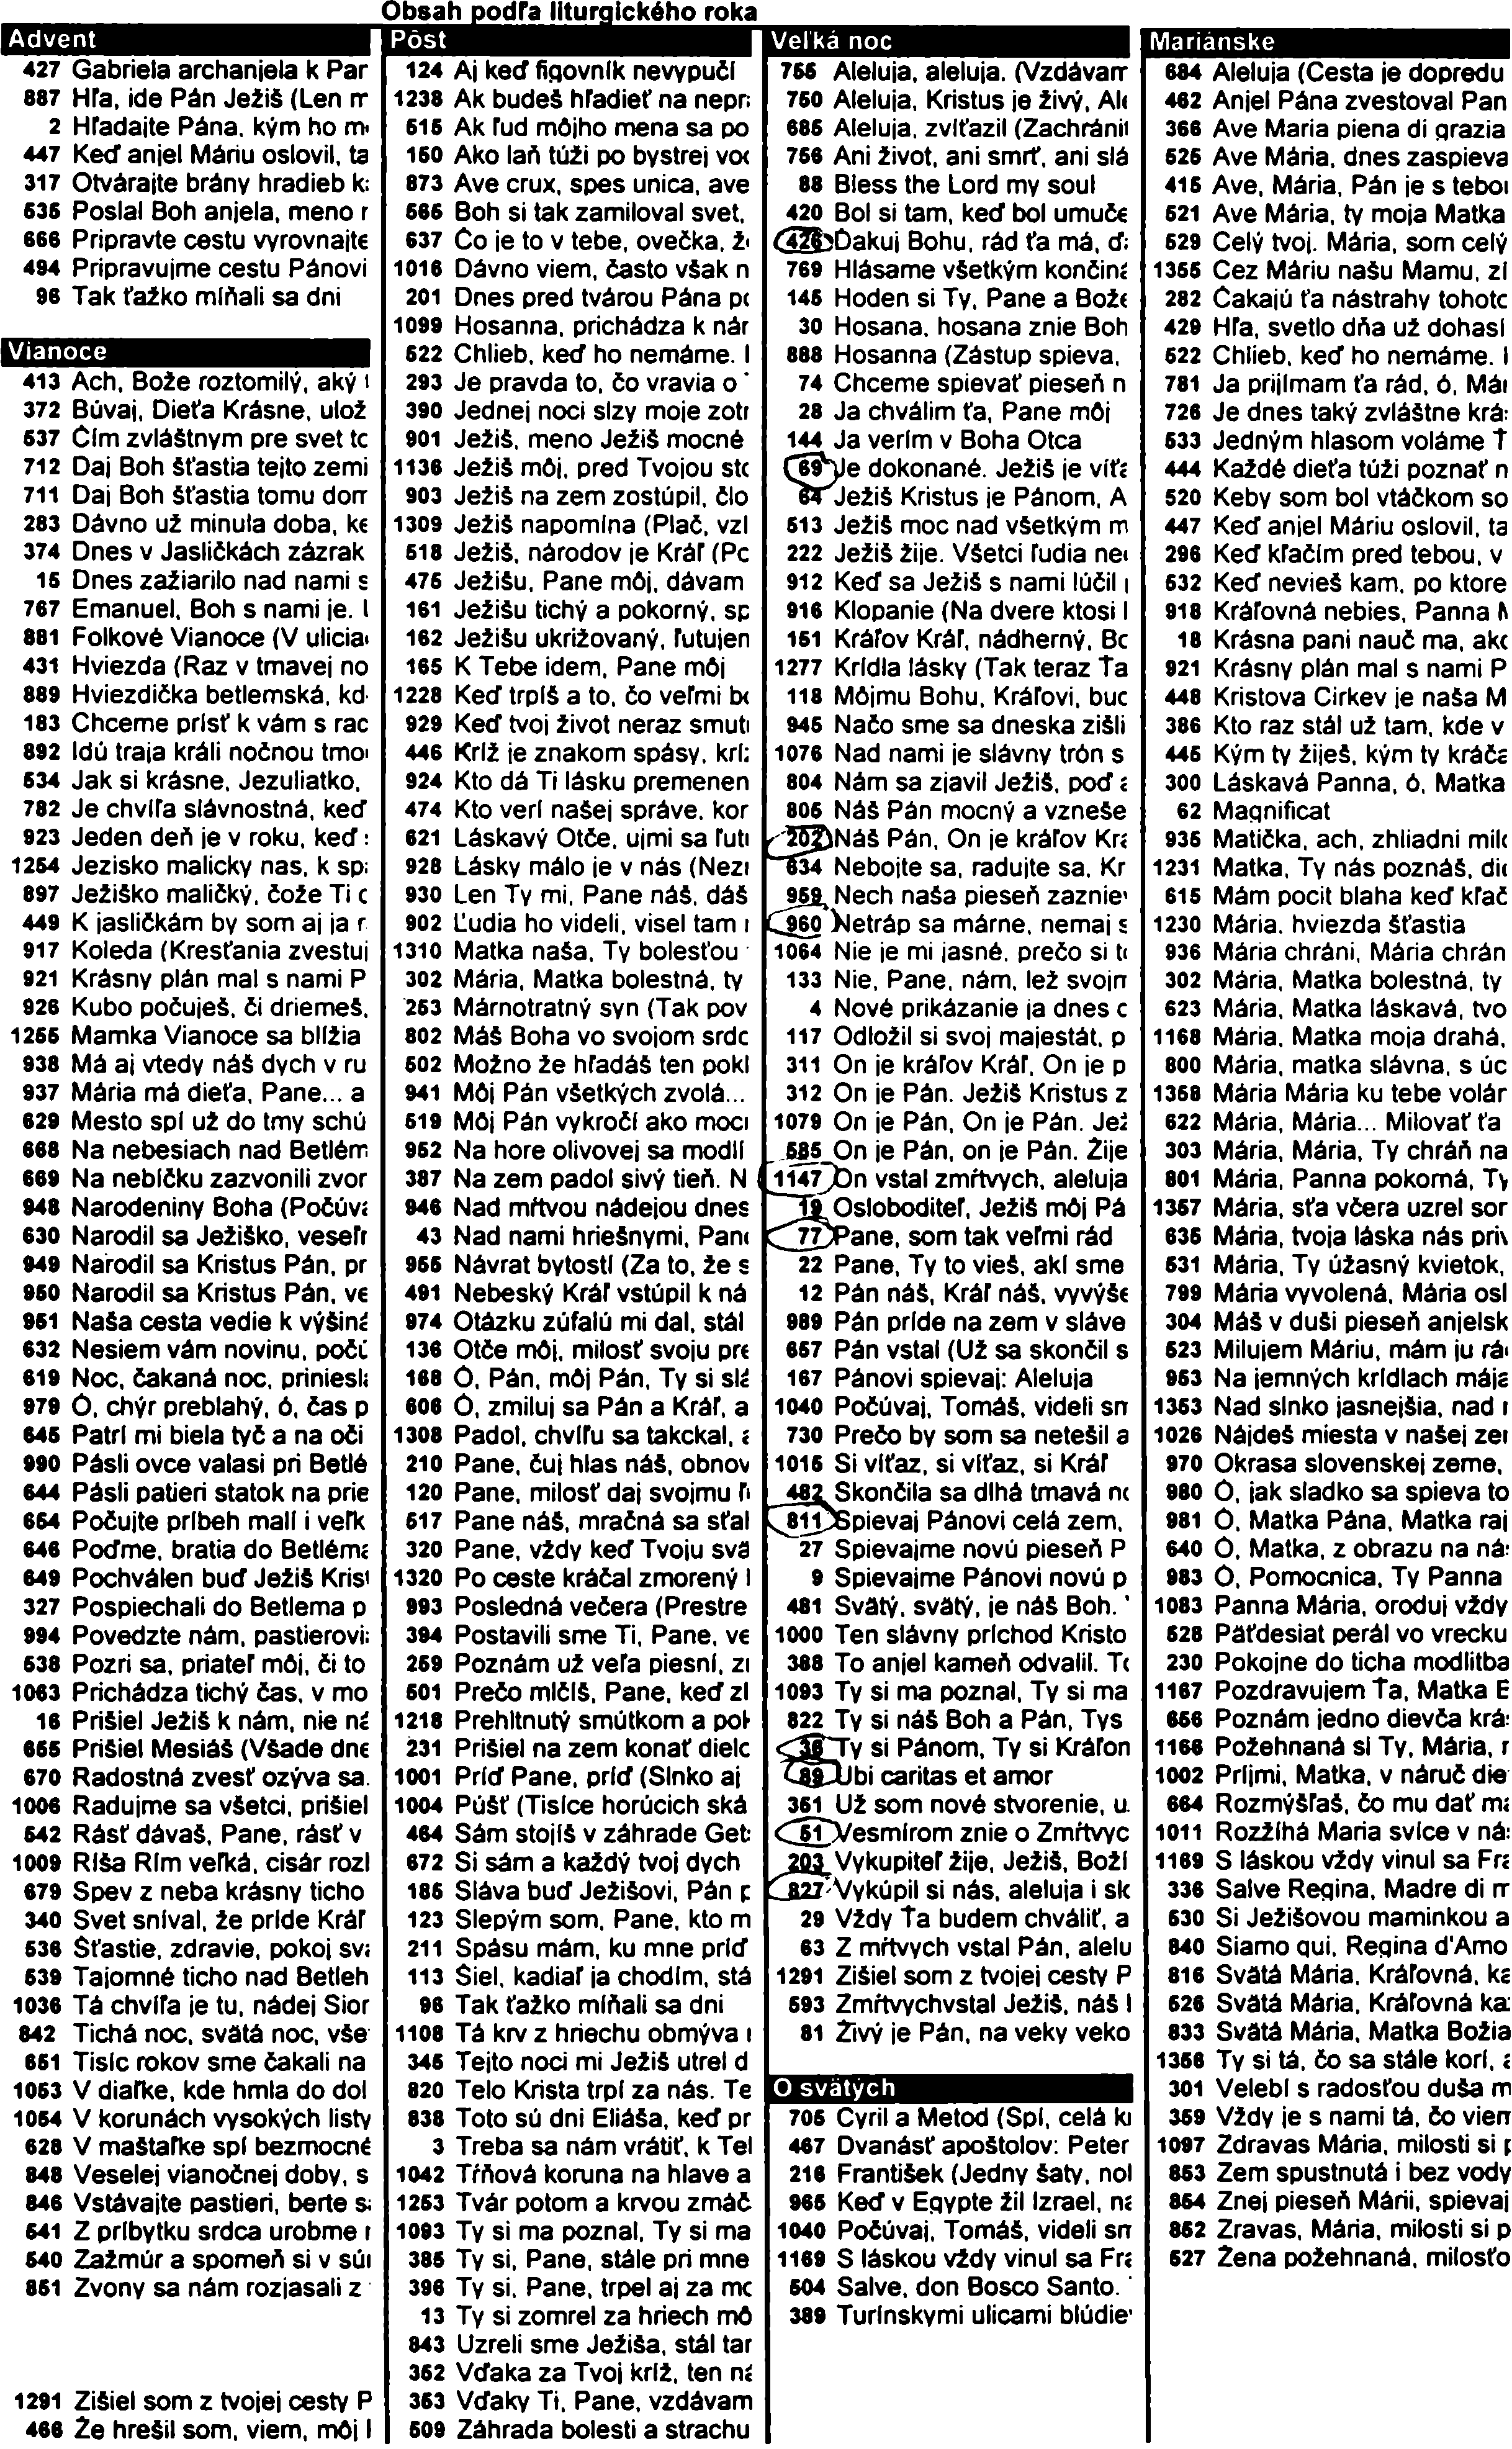 Obsah podľa liturgického roka
Advent
427 Gabriela archanjela k Pan
887 Hľa, ide Pán Ježiš (Len
2 Hľadajte Pána, kým ho
447 Keď anjel Máriu oslovil, ta
317 Otvárajte brány hradieb
535 Poslal Boh anjela, meno
666 Pripravte cestu vyrovnajte
494 Pripravujme cestu Pánovi
96 Tak ťažko míňali sa dni
Vianoce
413 Ach, Bože roztomilý, aký
372 Búvaj, Dieťa Krásne, ulož
537 Čím zvláštnym pre svet
712 Daj Boh šťastia tejto zemi
711 Daj Boh šťastia tomu
283 Dávno už minula doba,
374 Dnes v Jasličkách zázrak
15 Dnes zažiarilo nad nami s
767 Emanuel, Boh s nami je.
881 Folkové Vianoce (V ulicia
431 Hviezda (Raz v tmavej no
889 Hviezdička betlemská, kd
183 Chceme prísť k vám s rac
892 Idú traja králi nočnou tmo
534 Jak si krásne, Jezuliatko,
782 Je chvíľa slávnostná, keď
923 Jeden deň je v roku, keď
1254 Jezisko malicky nas, k sp
897 Ježiško maličký, čože Ti
449 K jasličkám by som aj ja
917 Koleda (Kresťania zvestuj
921 Krásny plán mal s nami P
926 Kubo počuješ, či driemeš,
1255 Mamka Vianoce sa blížia
938 Má aj vtedy náš dych v ru
937 Mária má dieťa, Pane... a
629 Mesto spí už do tmy schú
668 Na nebesiach nad Betlém
669 Na nebíčku zazvonili zvor
948 Narodeniny Boha (Počúv
630 Narodil sa Ježiško, veseľ
949 Narodil sa Kristus Pán, pr
950 Narodil sa Kristus Pán, ve
951 Naša cesta vedie k výšin
632 Nesiem vám novinu, poč
619 Noc, čakaná noc, priniesl
979 Ó, chýr preblahý, ó, čas p
645 Patrí mi biela tyč a na oči
990 Pásli ovce valasi pri Betlé
644 Pásli patieri statok na prie
654 Počujte príbeh malí i veľk
646 Poďme, bratia do Betléma
649 Pochválen buď Ježiš Kris
327 Pospiechali do Betlema p
994 Povedzte nám, pastierovi
538 Pozri sa, priateľ môj, či to
1063 Prichádza tichý čas, v mo
16 Prišiel Ježiš k nám, nie
655 Prišiel Mesiáš (Všade dne
670 Radostná zvesť ozýva sa.
1006 Radujme sa všetci, prišiel
542 Rásť dávaš, Pane, rásť v
1009 Ríša Rím veľká, cisár rozl
679 Spev z neba krásny ticho
340 Svet sníval, že príde Kráľ
536 Šťastie, zdravie, pokoj sv
539 Tajomné ticho nad Betleh
1036 Tá chvíľa je tu, nádej Sior
842 Tichá noc, svätá noc, vše
651 Tisíc rokov sme čakali na
1053 V diaľke, kde hmla do dol
1054 V korunách vysokých listy
628 V maštaľke spí bezmocné
848 Veselej vianočnej doby, s
846 Vstávajte pastieri, berte s
541 Z príbytku srdca urobme
540 Zažmúr a spomeň si v sú
851 Zvony sa nám rozjasali z
1291 Zišiel som z tvojej cesty P
466 Že hrešil som, viem, môj
Pôst
124 Aj keď figovník nevypučí
1238 Ak budeš hľadieť na nepr
515 Ak ľud môjho mena sa po
150 Ako laň túži po bystrej
873 Ave crux, spes unica, ave
565 Boh si tak zamiloval svet,
637 Čo je to v tebe, ovečka,
1016 Dávno viem, často však n
201 Dnes pred tvárou Pána
1099 Hosanna, prichádza k nár
522 Chlieb, keď ho nemáme.
293 Je pravda to, čo vravia o
390 Jednej noci slzy moje zot
901 Ježiš, meno Ježiš mocné
1136 Ježiš môj, pred Tvojou
903 Ježiš na zem zostúpil, člo
1309 Ježiš napomína (Plač, vzl
518 Ježiš, národov je Kráľ
475 Ježišu, Pane môj, dávam
161 Ježišu tichý a pokorný, sp
162 Ježišu ukrižovaný, ľutujen
165 K Tebe idem, Pane môj
1228 Keď trpíš a to, čo veľmi
929 Keď tvoj život neraz smut
446 Kríž je znakom spásy,
924 Kto dá Ti lásku premenen
474 Kto verí našej správe, kor
621 Láskavý Otče, ujmi sa ľut
928 Lásky málo je v nás (Nez
930 Len Ty mi, Pane náš, dáš
902 Ľudia ho videli, visel tam
1310 Matka naša, Ty bolesťou
302 Mária, Matka bolestná, ty
253 Márnotratný syn (Tak pov
802 Máš Boha vo svojom srdc
502 Možno že hľadáš ten pokl
941 Môj Pán všetkých zvolá...
519 Môj Pán vykročí ako moc
952 Na hore olivovej sa modlí
387 Na zem padol sivý tieň. N
946 Nad mŕtvou nádejou dnes
43 Nad nami hriešnymi, Pan
955 Návrat bytostí (Za to, že s
491 Nebeský Kráľ vstúpil k ná
974 Otázku zúfalú mi dal, stál
136 Otče môj, milosť svoju pr
168 Ó, Pán, môj Pán, Ty si
606 Ó, zmiluj sa Pán a Kráľ, a
1308 Padol, chvíľu sa takckal,
210 Pane, čuj hlas náš, obnov
120 Pane, milosť daj svojmu
517 Pane náš, mračná sa sťal
320 Pane, vždy keď Tvoju svä
1320 Po ceste kráčal zmorený
993 Posledná večera (Prestre
394 Postavili sme Ti, Pane, ve
259 Poznám už veľa piesní,
501 Prečo mlčíš, Pane, keď zl
1218 Prehltnutý smútkom a
231 Prišiel na zem konať dielo
1001 Príď Pane, príď (Slnko aj
1004 Púšť (Tisíce horúcich ská
464 Sám stojíš v záhrade Get
672 Si sám a každý tvoj dych
185 Sláva buď Ježišovi, Pán
123 Slepým som, Pane, kto m
211 Spásu mám, ku mne príď
113 Šiel, kadiaľ ja chodím, stá
96 Tak ťažko míňali sa dni
1108 Tá krv z hriechu obmýva
345 Tejto noci mi Ježiš utrel d
820 Telo Krista trpí za nás. Te
838 Toto sú dni Eliáša, keď pr
3 Treba sa nám vrátiť, k Tel
1042 Tŕňová koruna na hlave a
1253 Tvár potom a krvou zmáč
1093 Ty si ma poznal, Ty si ma
385 Ty si, Pane, stále pri mne
396 Ty si, Pane, trpel aj za
13 Ty si zomrel za hriech mô
843 Uzreli sme Ježiša, stál tar
352 Vďaka za Tvoj kríž, ten
353 Vďaky Ti, Pane, vzdávam
509 Záhrada bolesti a strachu
Veľká noc
755 Aleluja, aleluja. (Vzdávam
750 Aleluja, Kristus je živý, Al
685 Aleluja, zvíťazil (Zachránil
756 Ani život, ani smrť, ani slá
88 Bless the Lord my soul
420 Bol si tam, keď bol umuče
426 Ďakuj Bohu, rád ťa má,
769 Hlásame všetkým končin
145 Hoden si Ty, Pane a Bože
30 Hosana, hosana znie Boh
888 Hosanna (Zástup spieva,
74 Chceme spievať pieseň n
28 Ja chválim ťa, Pane môj
144 Ja verím v Boha Otca
69 Je dokonané. Ježiš je víť
64 Ježiš Kristus je Pánom, A
513 Ježiš moc nad všetkým m
222 Ježiš žije. Všetci ľudia
912 Keď sa Ježiš s nami lúčil
916 Klopanie (Na dvere ktosi
151 Kráľov Kráľ, nádherný,
1277 Krídla lásky (Tak teraz Ťa
118 Môjmu Bohu, Kráľovi,
945 Načo sme sa dneska zišli
1076 Nad nami je slávny trón s
804 Nám sa zjavil Ježiš, poď
805 Náš Pán mocný a vzneše
202 Náš Pán, On je kráľov
634 Nebojte sa, radujte sa, Kr
959 Nech naša pieseň zaznie
960 Netráp sa márne, nemaj s
1064 Nie je mi jasné, prečo si
133 Nie, Pane, nám, lež svojm
4 Nové prikázanie ja dnes
117 Odložil si svoj majestát, p
311 On je kráľov Kráľ, On je p
312 On je Pán. Ježiš Kristus z
1079 On je Pán, On je Pán. Jež
585 On je Pán, on je Pán. Žije
1147 On vstal zmŕtvych, aleluja
19 Osloboditeľ, Ježiš môj Pá
77 Pane, som tak veľmi rád
22 Pane, Ty to vieš, akí sme
12 Pán náš, Kráľ náš, vyvýše
989 Pán príde na zem v sláve
657 Pán vstal (Už sa skončil s
167 Pánovi spievaj: Aleluja
1040 Počúvaj, Tomáš, videli sm
730 Prečo by som sa netešil a
1015 Si víťaz, si víťaz, si Kráľ
482 Skončila sa dlhá tmavá
811 Spievaj Pánovi celá zem,
27 Spievajme novú pieseň P
9 Spievajme Pánovi novú p
481 Svätý, svätý, je náš Boh.
1000 Ten slávny príchod Kristo
388 To anjel kameň odvalil.
1093 Ty si ma poznal, Ty si ma
822 Ty si náš Boh a Pán, Tys
36 Ty si Pánom, Ty si Kráľom
89 Ubi caritas et amor
351 Už som nové stvorenie, u
51 Vesmírom znie o Zmŕtvyc
203 Vykupiteľ žije, Ježiš, Boží
827 Vykúpil si nás, aleluja i
29 Vždy Ťa budem chváliť, a
63 Z mŕtvych vstal Pán, alelu
1291 Zišiel som z tvojej cesty P
593 Zmŕtvychvstal Ježiš, náš
81 Živý je Pán, na veky veko
O svätých
705 Cyril a Metod (Spí, celá
467 Dvanásť apoštolov: Peter
216 František (Jedny šaty, nol
965 Keď v Egypte žil Izrael,
1040 Počúvaj, Tomáš, videli sm
1169 S láskou vždy vinul sa Fra
504 Salve, don Bosco Santo.
389 Turínskymi ulicami blúdie
Mariánske
684 Aleluja (Cesta je dopredu
462 Anjel Pána zvestoval Pan
366 Ave Maria piena di grazia
525 Ave Mária, dnes zaspieva
415 Ave, Mária, Pán je s tebo
521 Ave Mária, ty moja Matka
529 Celý tvoj. Mária, som celý
1355 Cez Máriu našu Mamu, zl
282 Čakajú ťa nástrahy tohoto
429 Hľa, svetlo dňa už dohasl
522 Chlieb, keď ho nemáme.
781 Ja prijímam ťa rád, ó, Má
726 Je dnes taký zvláštne krá
533 Jedným hlasom voláme T
444 Každé dieťa túži poznať n
520 Keby som bol vtáčkom so
447 Keď anjel Máriu oslovil, ta
296 Keď kľačím pred tebou, v
532 Keď nevieš kam, po ktore
918 Kráľovná nebies, Panna
18 Krásna pani nauč ma, ako
921 Krásny plán mal s nami P
448 Kristova Cirkev je naša M
386 Kto raz stál už tam, kde v
445 Kým ty žiješ, kým ty kráča
300 Láskavá Panna, ó, Matka
62 Magnificat
935 Matička, ach, zhliadni
1231 Matka, Ty nás poznáš,
615 Mám pocit blaha keď kľač
1230 Mária, hviezda šťastia
936 Mária chráni, Mária chrán
302 Mária, Matka bolestná, ty
623 Mária, Matka láskavá, tvo
1168 Mária, Matka moja drahá,
800 Mária, matka slávna, s úc
1358 Mária Mária ku tebe volár
622 Mária, Mária... Milovať ťa
303 Mária, Mária, Ty chráň na
801 Mária, Panna pokorná, Ty
1357 Mária, sťa včera uzrel sor
635 Mária, tvoja láska nás
531 Mária, Ty úžasný kvietok,
799 Mária vyvolená, Mária osl
304 Máš v duši pieseň anjelsk
523 Milujem Máriu, mám ju rá
953 Na jemných krídlach mája
1353 Nad slnko jasnejšia, nad
1026 Nájdeš miesta v našej
970 Okrasa slovenskej zeme,
980 Ó, jak sladko sa spieva to
981 Ó, Matka Pána, Matka raj
640 Ó, Matka, z obrazu na ná
983 Ó, Pomocnica, Ty Panna
1083 Panna Mária, oroduj vždy
528 Päťdesiat perál vo vrecku
230 Pokojne do ticha modlitba
1167 Pozdravujem Ťa, Matka
656 Poznám jedno dievča krá
1166 Požehnaná si Ty, Mária,
1002 Príjmi, Matka, v náruč die
664 Rozmýšľaš, čo mu dať
1011 Rozžíhá Maria svíce v ná
1169 S láskou vždy vinul sa Fra
336 Salve Regina, Madre di
530 Si Ježišovou maminkou a
840 Siamo qui, Regina d'Amo
816 Svätá Mária, Kráľovná, ka
526 Svätá Mária, Kráľovná ka
833 Svätá Mária, Matka Božia
1356 Ty si tá, čo sa stále korí,
301 Velebí s radosťou duša m
359 Vždy je s nami tá, čo
1097 Zdravas Mária, milosti si
853 Zem spustnutá i bez vody
854 Znej pieseň Márii, spievaj
852 Zravas, Mária, milosti si p
527 Žena požehnaná, milosťo